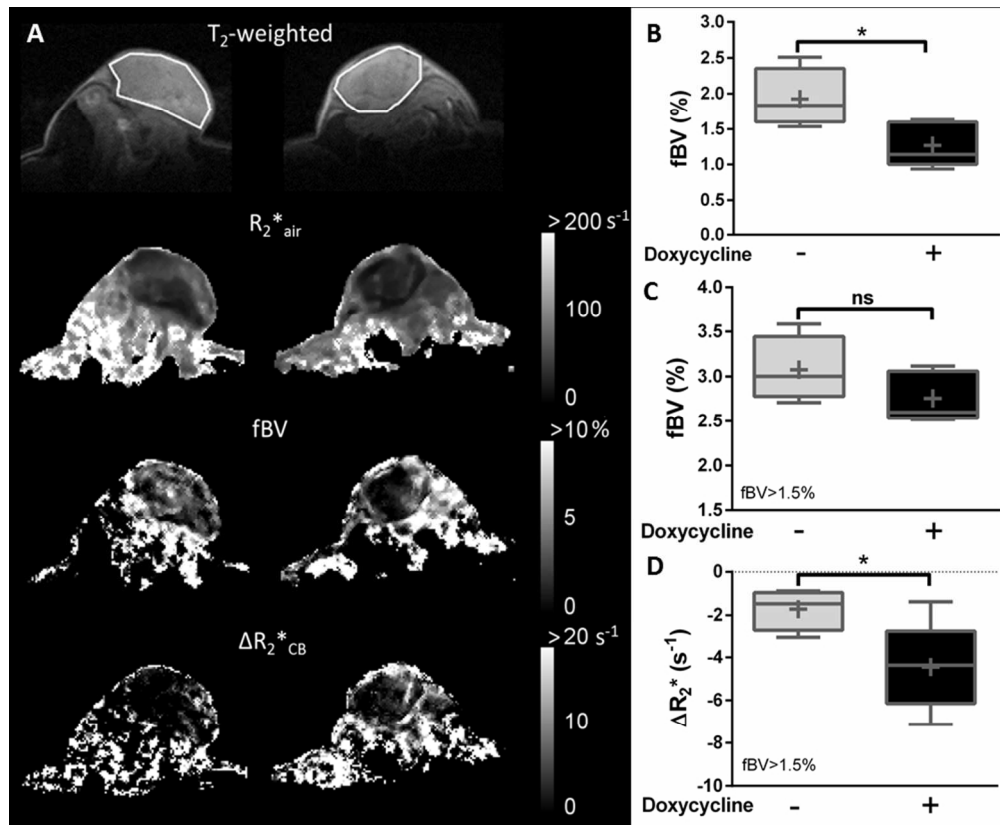 A
T2-weighted
R2*air
>200 s-1
100
0
fBV
>10 %
5
0
ΔR2*CB
>20 s-1
10
0
B
3.0
2.5
2.0
1.5
1.0
0.5
0.0
fBV (%)
*
Doxycycline - +
C
4.0
3.5
3.0
2.5
2.0
1.5
fBV (%)
ns
fBV>1.5%
Doxycycline - +
D
0
-2
-4
-6
-8
-10
ΔR2* (s-1)
*
fBV>1.5%
Doxycycline - +